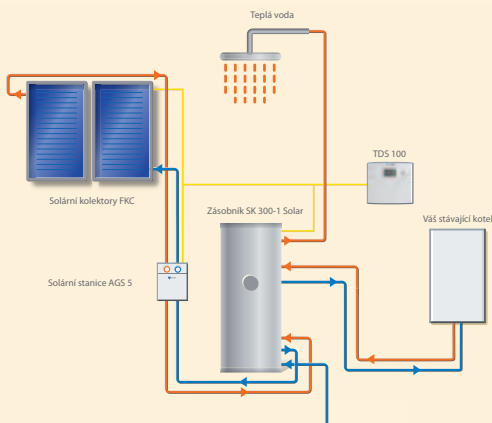 Teplá voda
TDS 100
Solární kolektory FKC
Zásobník SK 300-1 Solar
Váš stávající kotel
Solární stanice AGS 5